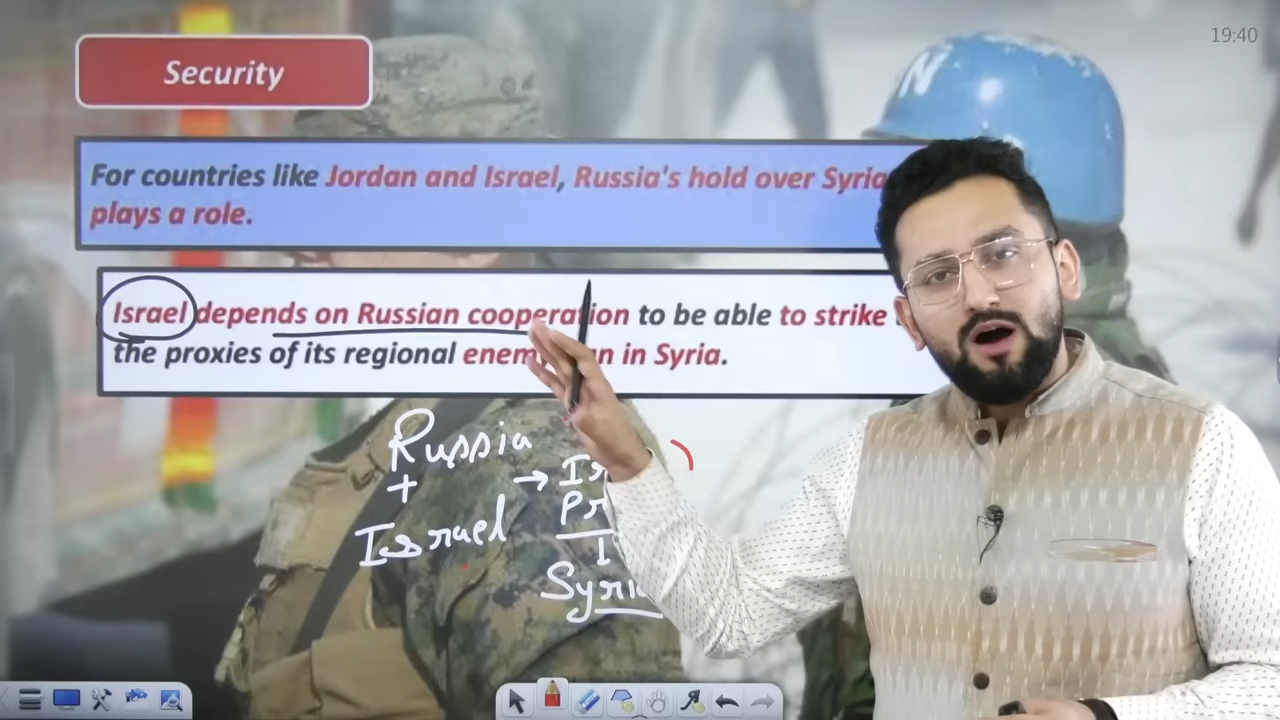 19:40
Security
For countries like Jordan and Israel, Russia's hold over Syria
plays a role.
Israel depends on Russian cooperation to be able to strike
the proxies of its regional in Syria.
Russia
+
Israel
→
Syria
N